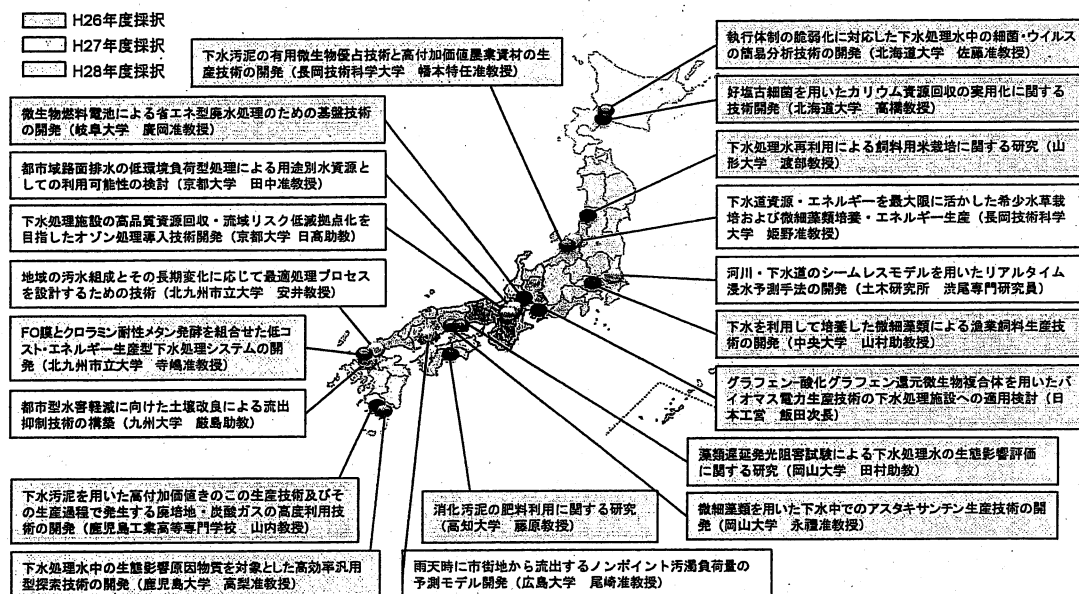 H26年度採択
H27年度採択
H28年度採択
下水汚泥の有用微生物優占技術と高付加価値農業資材の生
産技術の開発（長岡技術科学大学　幡本特任准教授）
微生物燃料電池による省エネ型廃水処理のための基盤技術
の開発（岐阜大学　廣岡准教授）
都市域路面排水の低環境負荷型処理による用途別水資源と
しての利用可能性の検討（京都大学　田中准教授）
下水処理施設の高品質資源回収・流域リスク低減拠点化を
目指したオゾン処理導入技術開発（京都大学 日高助教）
地域の汚水組成とその長期変化に応じて最適処理プロセス
を設計するための技術（北九州市立大学　安井教授）
FO膜とクロラミン耐性メタン発酵を組合せた低コ
スト・エネルギー生産型下水処理システムの開
発（北九州市立大学　寺嶋准教授）
都市型水害軽減に向けた土壌改良による流出
抑制技術の構築（九州大学　厳島助教）
下水汚泥を用いた高付加価値きのこの生産技術及びそ
の生産過程で発生する廃培地・炭酸ガスの高度利用技
術の開発（鹿児島工業高等専門学校　山内教授）
下水処理水中の生態影響原因物質を対象とした高効率汎用
型探索技術の開発（鹿児島大学　高梨准教授）
消化汚泥の肥料利用に関する研究
（高知大学　藤原教授）
雨天時に市街地から流出するノンポイント汚濁負荷量の
予測モデル開発（広島大学　尾崎准教授）
執行体制の脆弱化に対応した下水処理水中の細菌・ウイルス
の簡易分析技術の開発（北海道大学　佐藤准教授）
好塩古細菌を用いたカリウム資源回収の実用化に関する
技術開発（北海道大学　高橋教授）
下水処理水再利用による飼料用米栽培に関する研究（山
形大学　渡部教授）
下水道資源・エネルギーを最大限に活かした希少水草栽
培および微細藻類培養・エネルギー生産（長岡技術科学
大学　姫野准教授）
河川・下水道のシームレスモデルを用いたリアルタイム
浸水予測手法の開発（土木研究所　渋尾専門研究員）
下水を利用して培養した微細藻類による漁業飼料生産技
術の開発（中央大学　山村助教）
グラフェン-酸化グラフェン還元微生物複合体を用いたバ
イオマス電力生産技術の下水処理施設への適用検討（日
本工営　飯田次長）
藻類遅延発光阻害試験による下水処理水の生態影響評価
に関する研究（岡山大学　田村助教）
微細藻類を用いた下水中でのアスタキサンチン生産技術の開
発（岡山大学　永禮准教授）